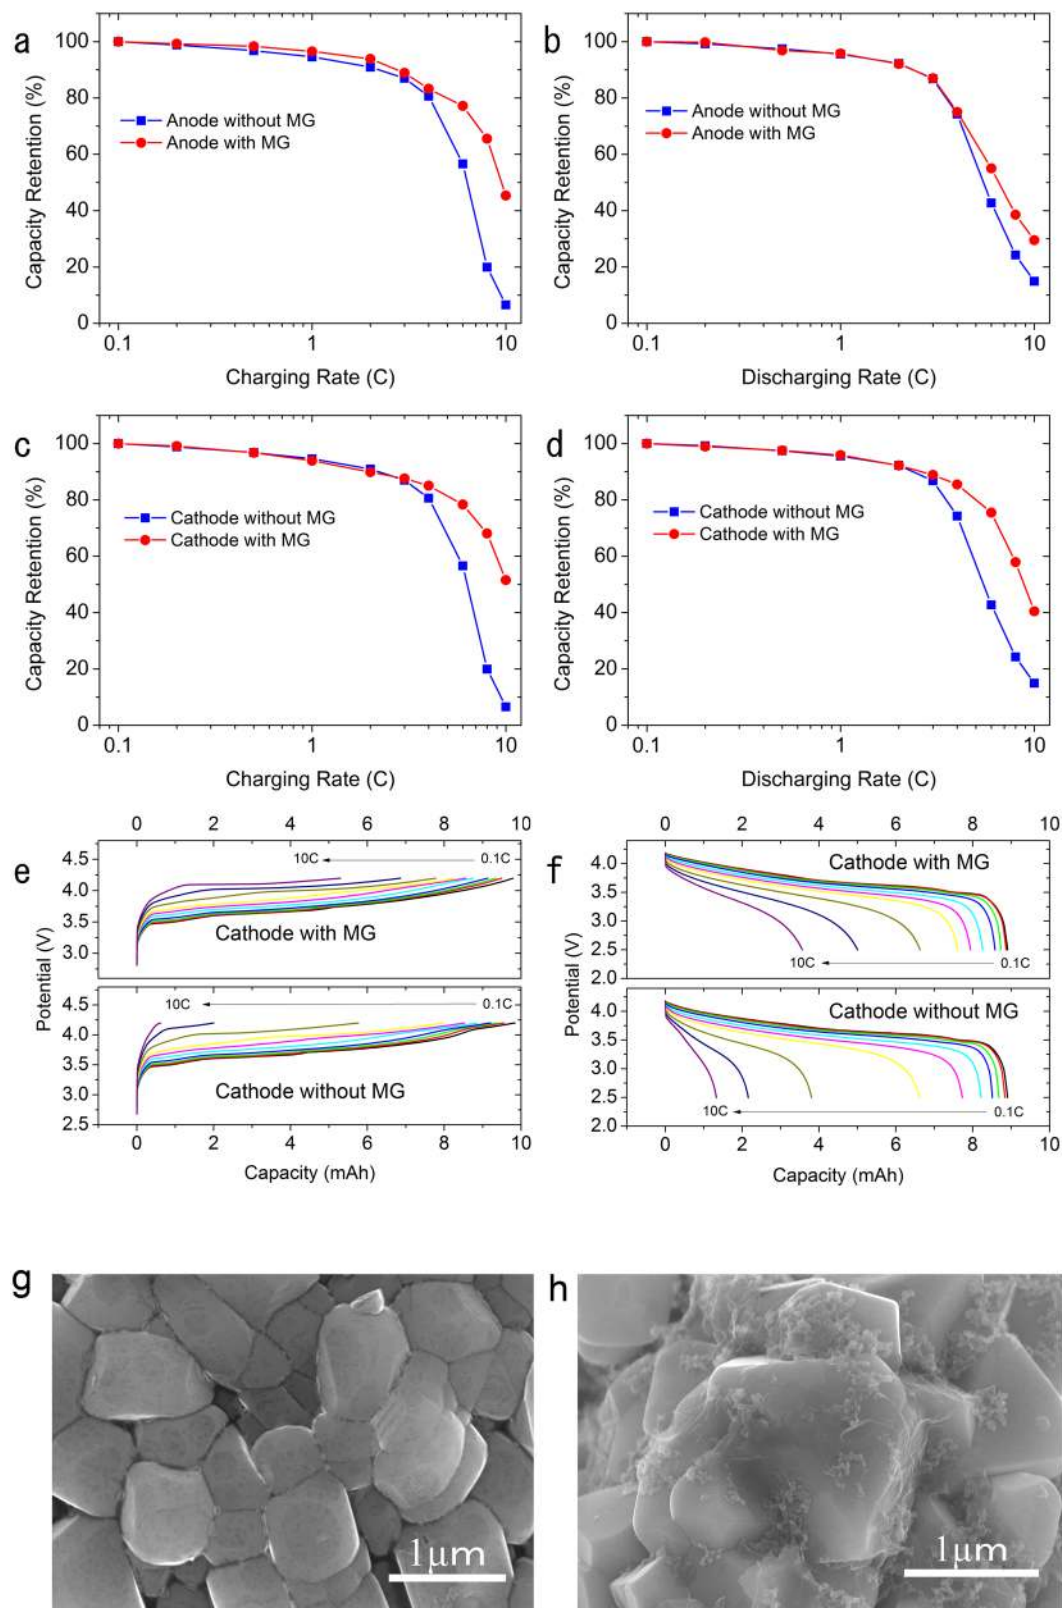 a
100
80
60
40
20
0
Capacity Retention (%)
Anode without MG
Anode with MG
0.1
1
10
Charging Rate (C)
b
100
80
60
40
20
0
Capacity Retention (%)
Anode without MG
Anode with MG
0.1
1
10
Discharging Rate (C)
c
100
80
60
40
20
0
Capacity Retention (%)
Cathode without MG
Cathode with MG
0.1
1
10
Charging Rate (C)
d
100
80
60
40
20
0
Capacity Retention (%)
Cathode without MG
Cathode with MG
0.1
1
10
Discharging Rate (C)
e
0 2 4 6 8 10
4.5
4.0
3.5
3.0
10C
0.1C
Cathode with MG
Potential (V)
4.5
4.0
3.5
3.0
2.5
10C
0.1C
Cathode without MG
0 2 4 6 8 10
Capacity (mAh)
f
0 2 4 6 8 10
4.0
3.5
3.0
2.5
2.0
Cathode with MG
10C
0.1C
Potential (V)
4.0
3.5
3.0
2.5
2.0
Cathode without MG
10C
0.1C
0 2 4 6 8 10
Capacity (mAh)
g
1μm
h
1μm